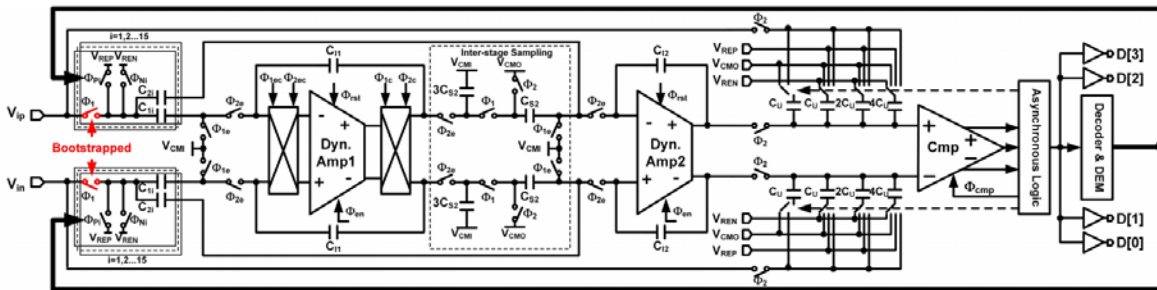 i=1,2...15
VREP VREN
ΦPi
ΦNi
Φ1
C2i
C1i
Vip
Bootstrapped
Vin
Φ1
C1i
C2i
ΦPi
ΦNi
VREP VREN
i=1,2...15
Φ2e
Φ1e
VCMI
Φ1e
Φ2e
CI1
Φ1ec Φ2ec
Φrst
Φ1c Φ2c
- +
Dyn.
Amp1
+ -
Φen
CI1
Inter-stage Sampling
VCMI
VCMO
3CS2
Φ2
CS2
Φ2e
Φ1
Φ1e
VCMI
Φ1e
Φ2e
Φ1
CS2
3CS2
Φ2
VCMI
VCMO
Φ2e
Φ2e
CI2
Φrst
- +
Dyn.
Amp2
+ -
Φen
CI2
Φ2
VREP
VCMO
VREN
CU CU 2CU 4CU
Φ2
Φ2
CU CU 2CU 4CU
VREN
VCMO
VREP
Φ2
+ +
Cmp
- -
Φcmp
Asynchronous Logic
Decoder & DEM
D[3]
D[2]
D[1]
D[0]